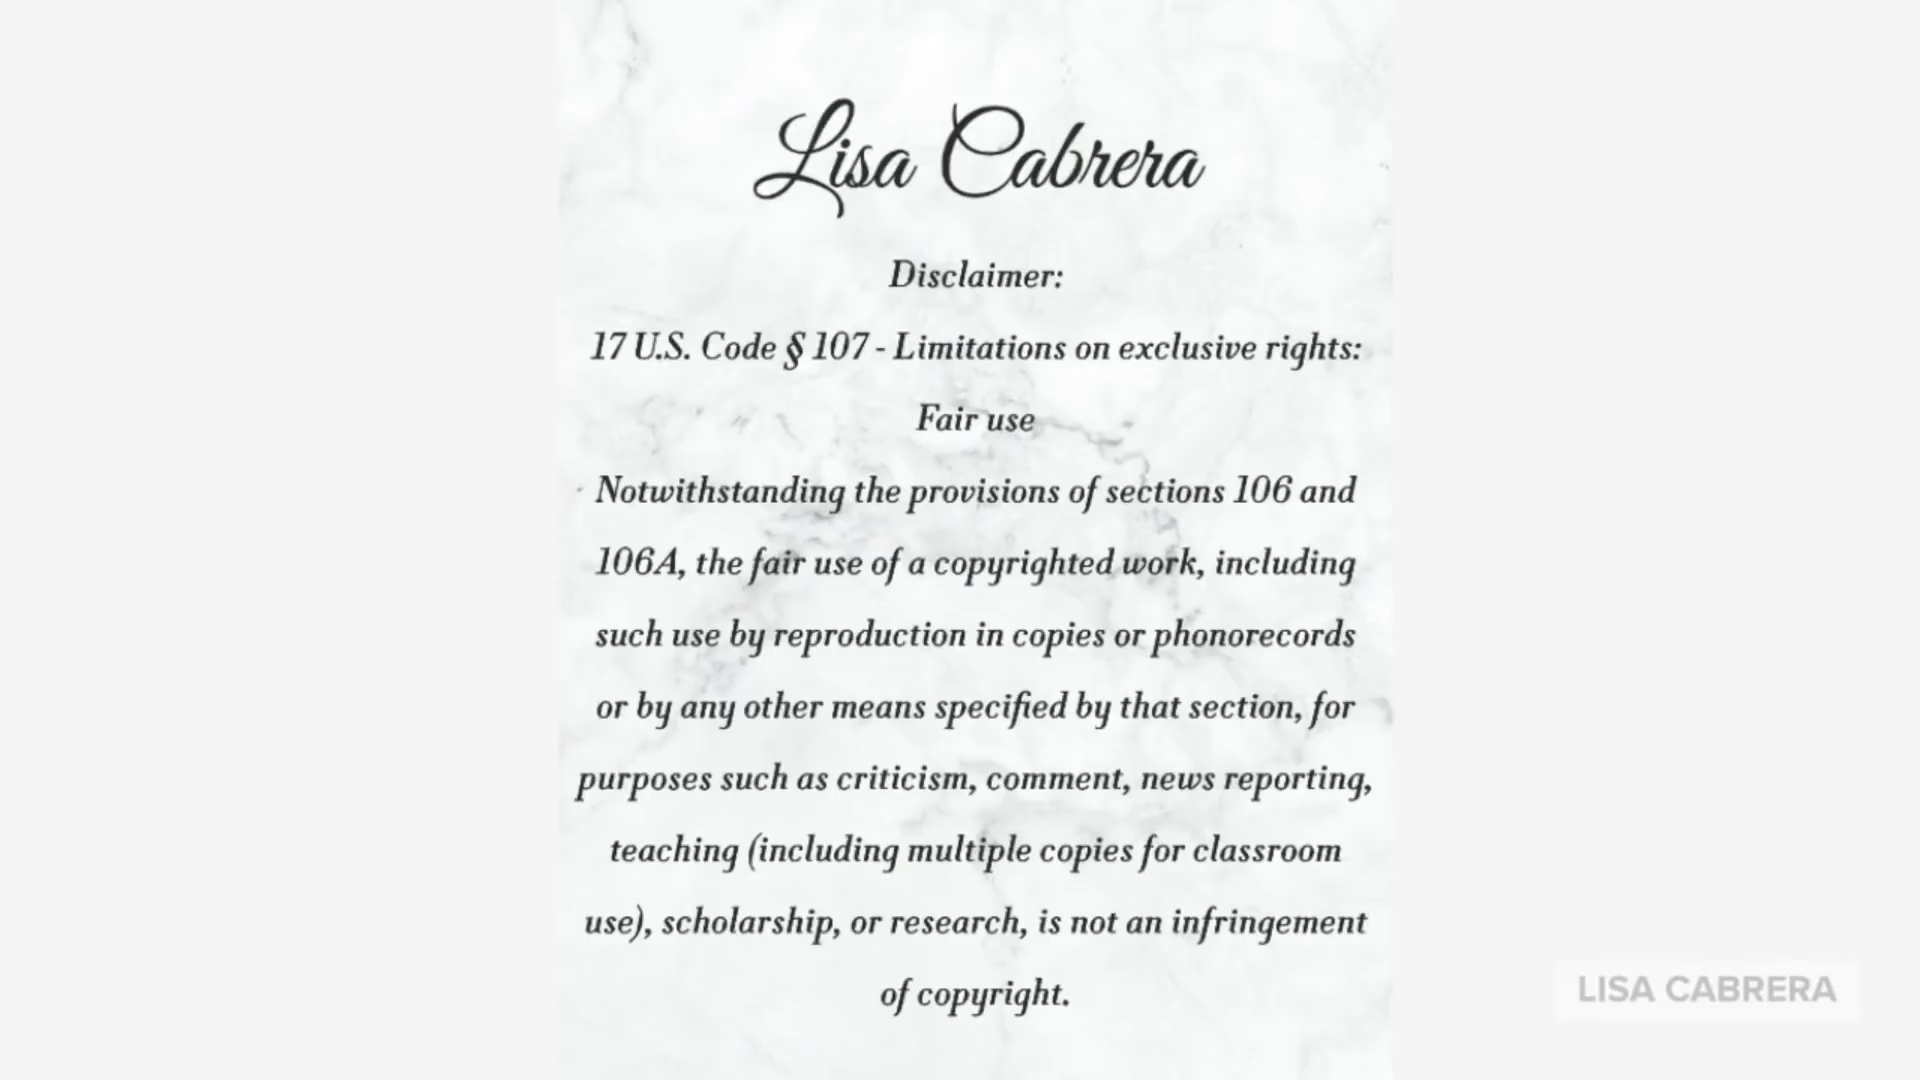 Lisa Cabrera
Disclaimer:
17 U.S. Code § 107 - Limitations on exclusive rights:
Fair use
Notwithstanding the provisions of sections 106 and
106A, the fair use of a copyrighted work, including
such use by reproduction in copies or phonorecords
or by any other means specified by that section, for
purposes such as criticism, comment, news reporting,
teaching (including multiple copies for classroom
use), scholarship, or research, is not an infringement
of copyright.
LISA CABRERA